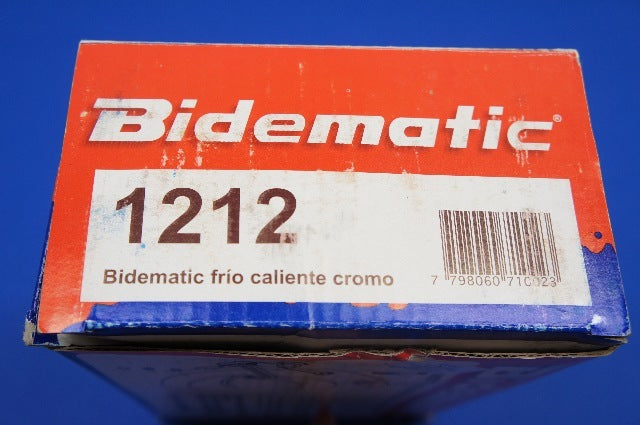 Bidematic®
1212
Bidematic frío caliente cromo
7 798060 710023